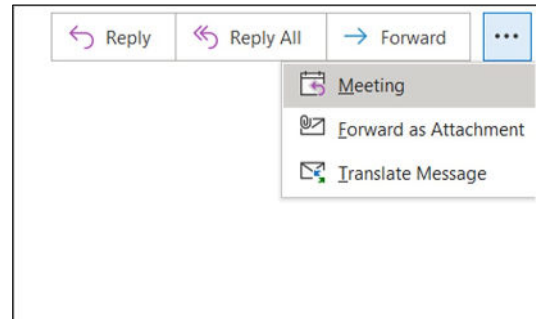 Reply Reply All Forward ...
Meeting
Forward as Attachment
Translate Message